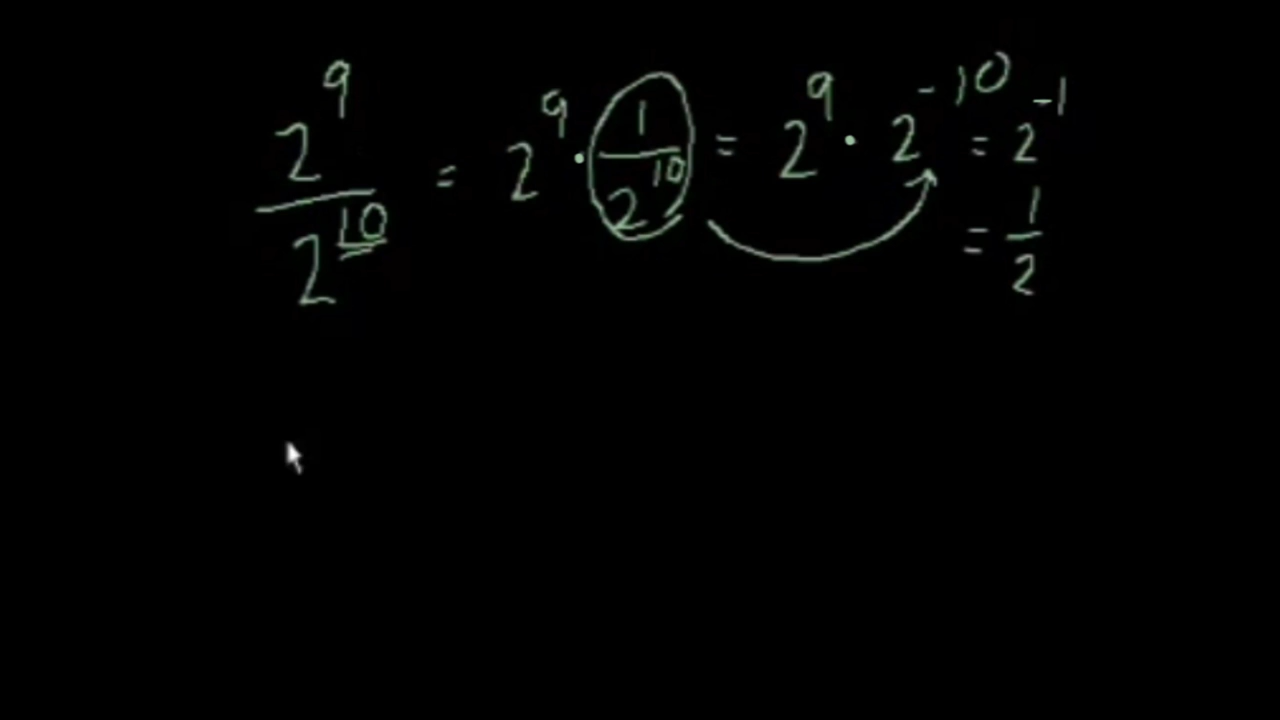 2^9/2^10 = 2^9 · 1/2^10 = 2^9 · 2^-10 = 2^-1
= 1/2